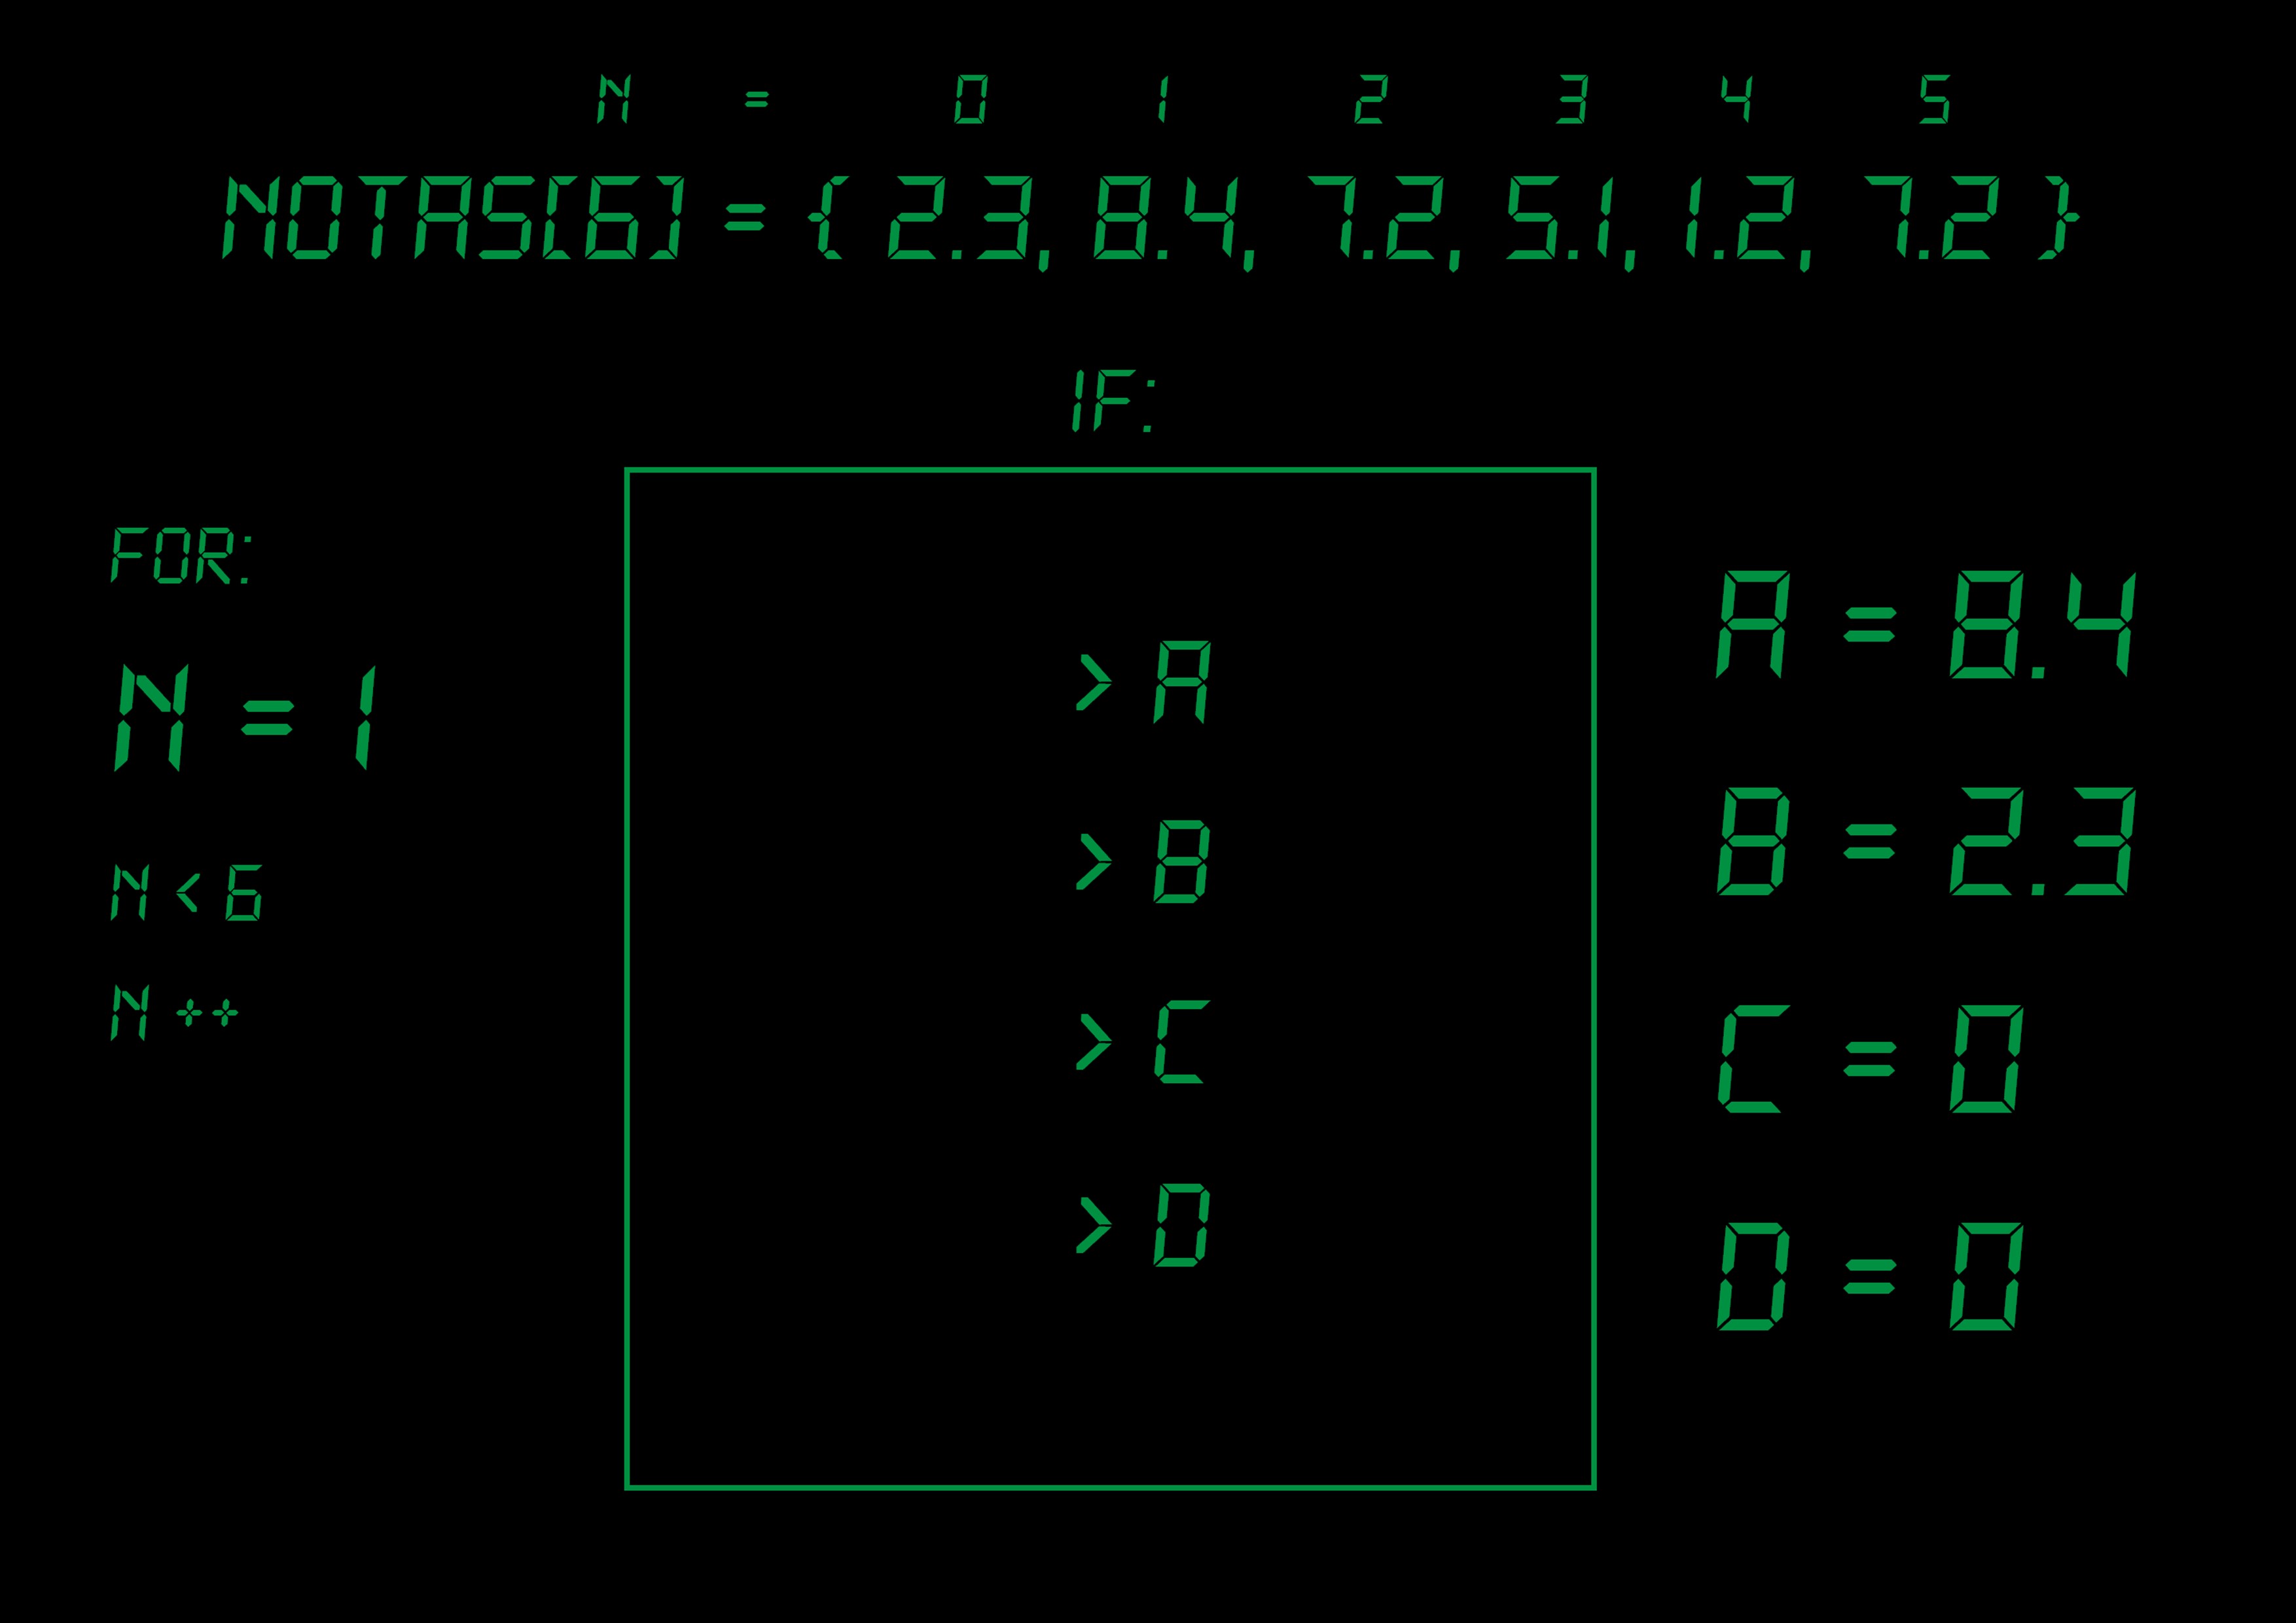 N = 0 1 2 3 4 5
NOTAS[6] = { 2.3, 8.4, 7.2, 5.1, 1.2, 7.2 }
IF:
FOR:
N = 1
N < 6
N ++
> A
> B
> C
> D
A = 8.4
B = 2.3
C = 0
D = 0